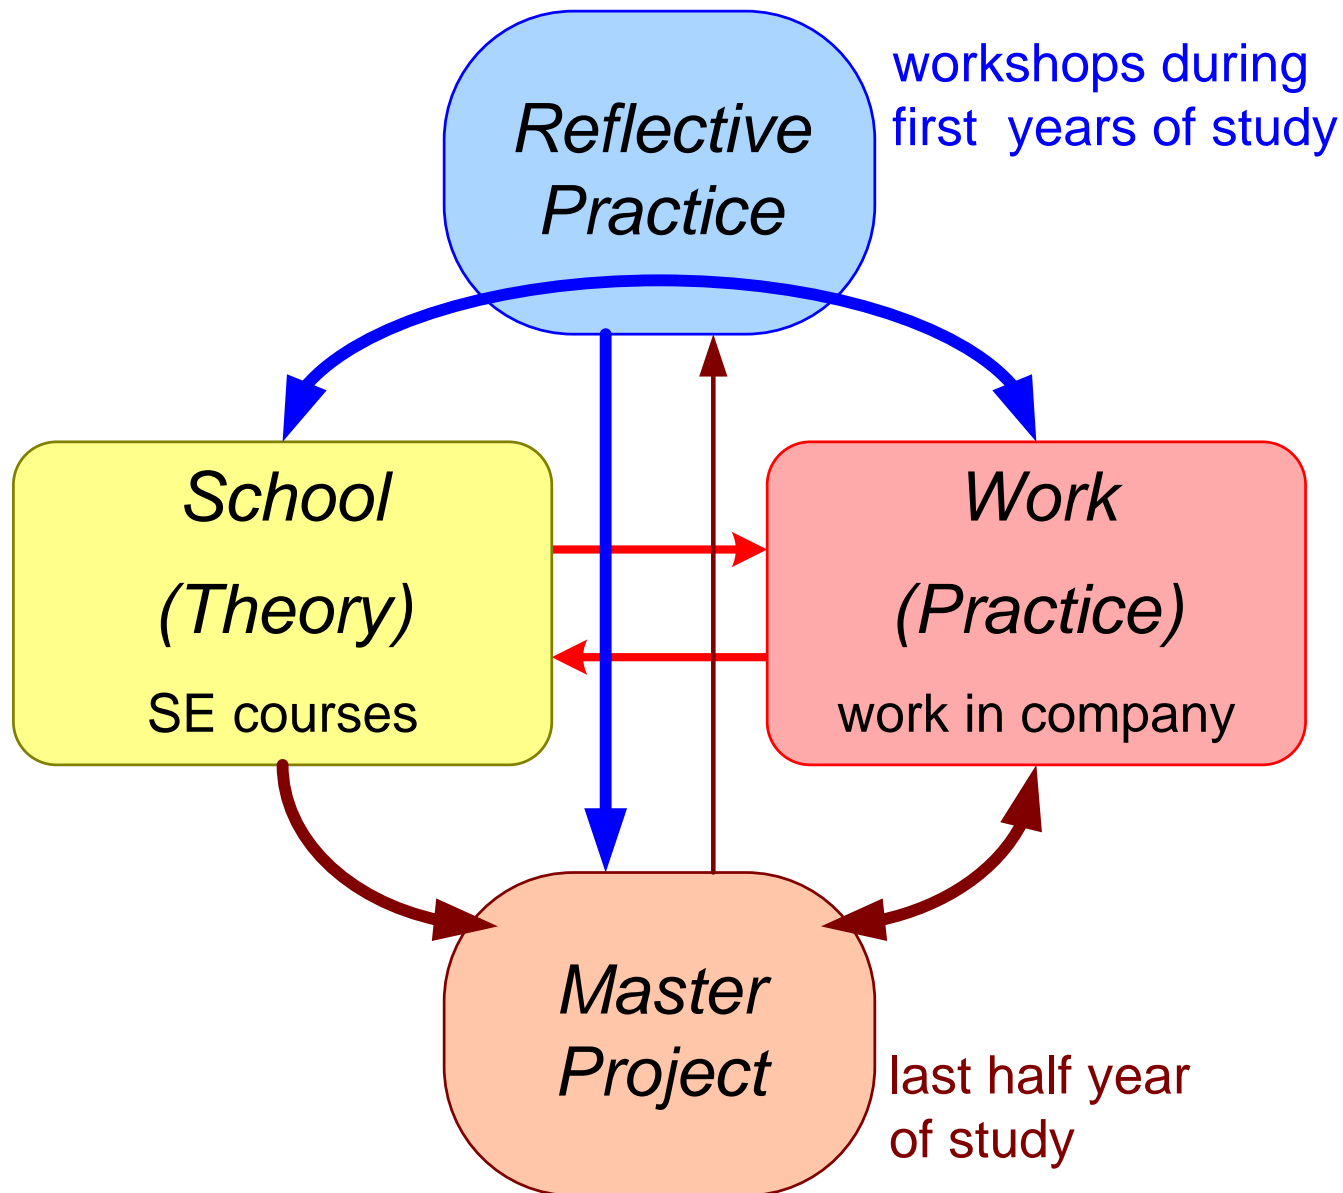 Reflective
Practice
workshops during
first  years of study
School
(Theory)
SE courses
Work
(Practice)
work in company
Master
Project
last half year
of study